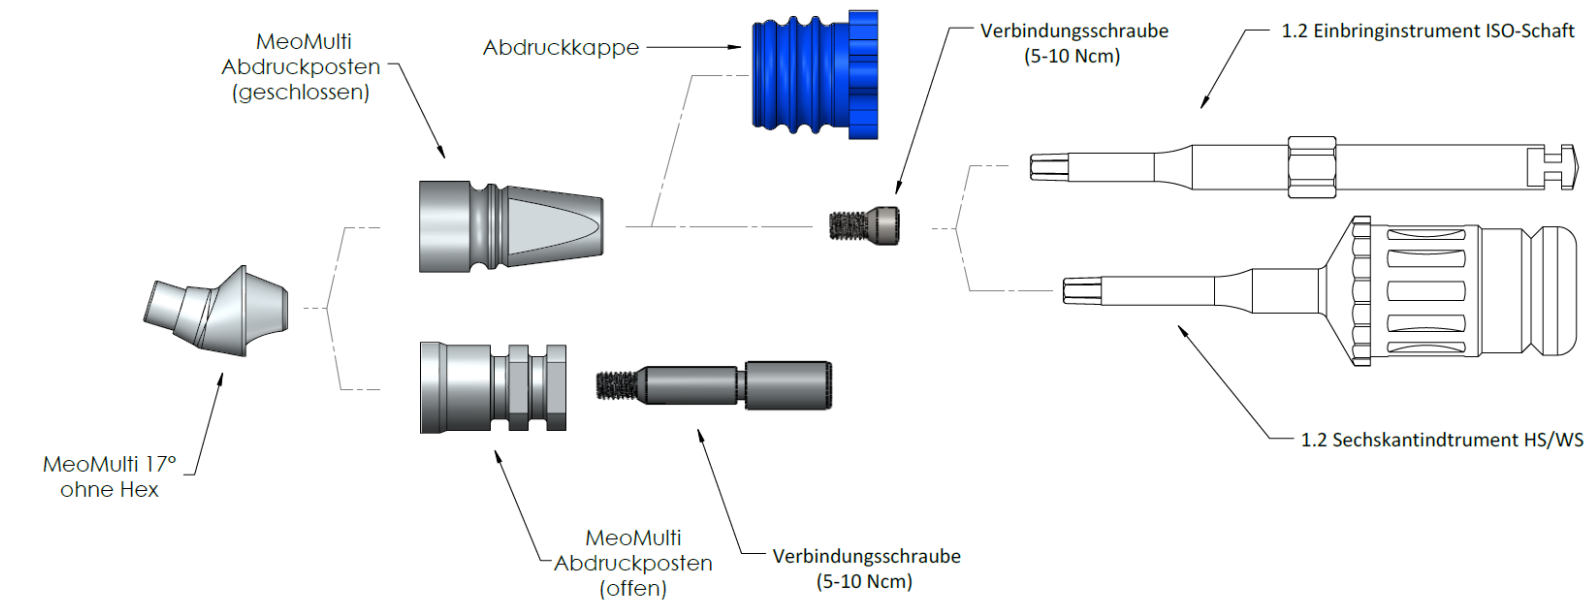 MeoMulti
Abdruckposten
(geschlossen)
Abdruckkappe
Verbindungsschraube
(5-10 Ncm)
1.2 Einbringinstrument ISO-Schaft
MeoMulti 17°
ohne Hex
MeoMulti
Abdruckposten
(offen)
Verbindungsschraube
(5-10 Ncm)
1.2 Sechskantindtrument HS/WS